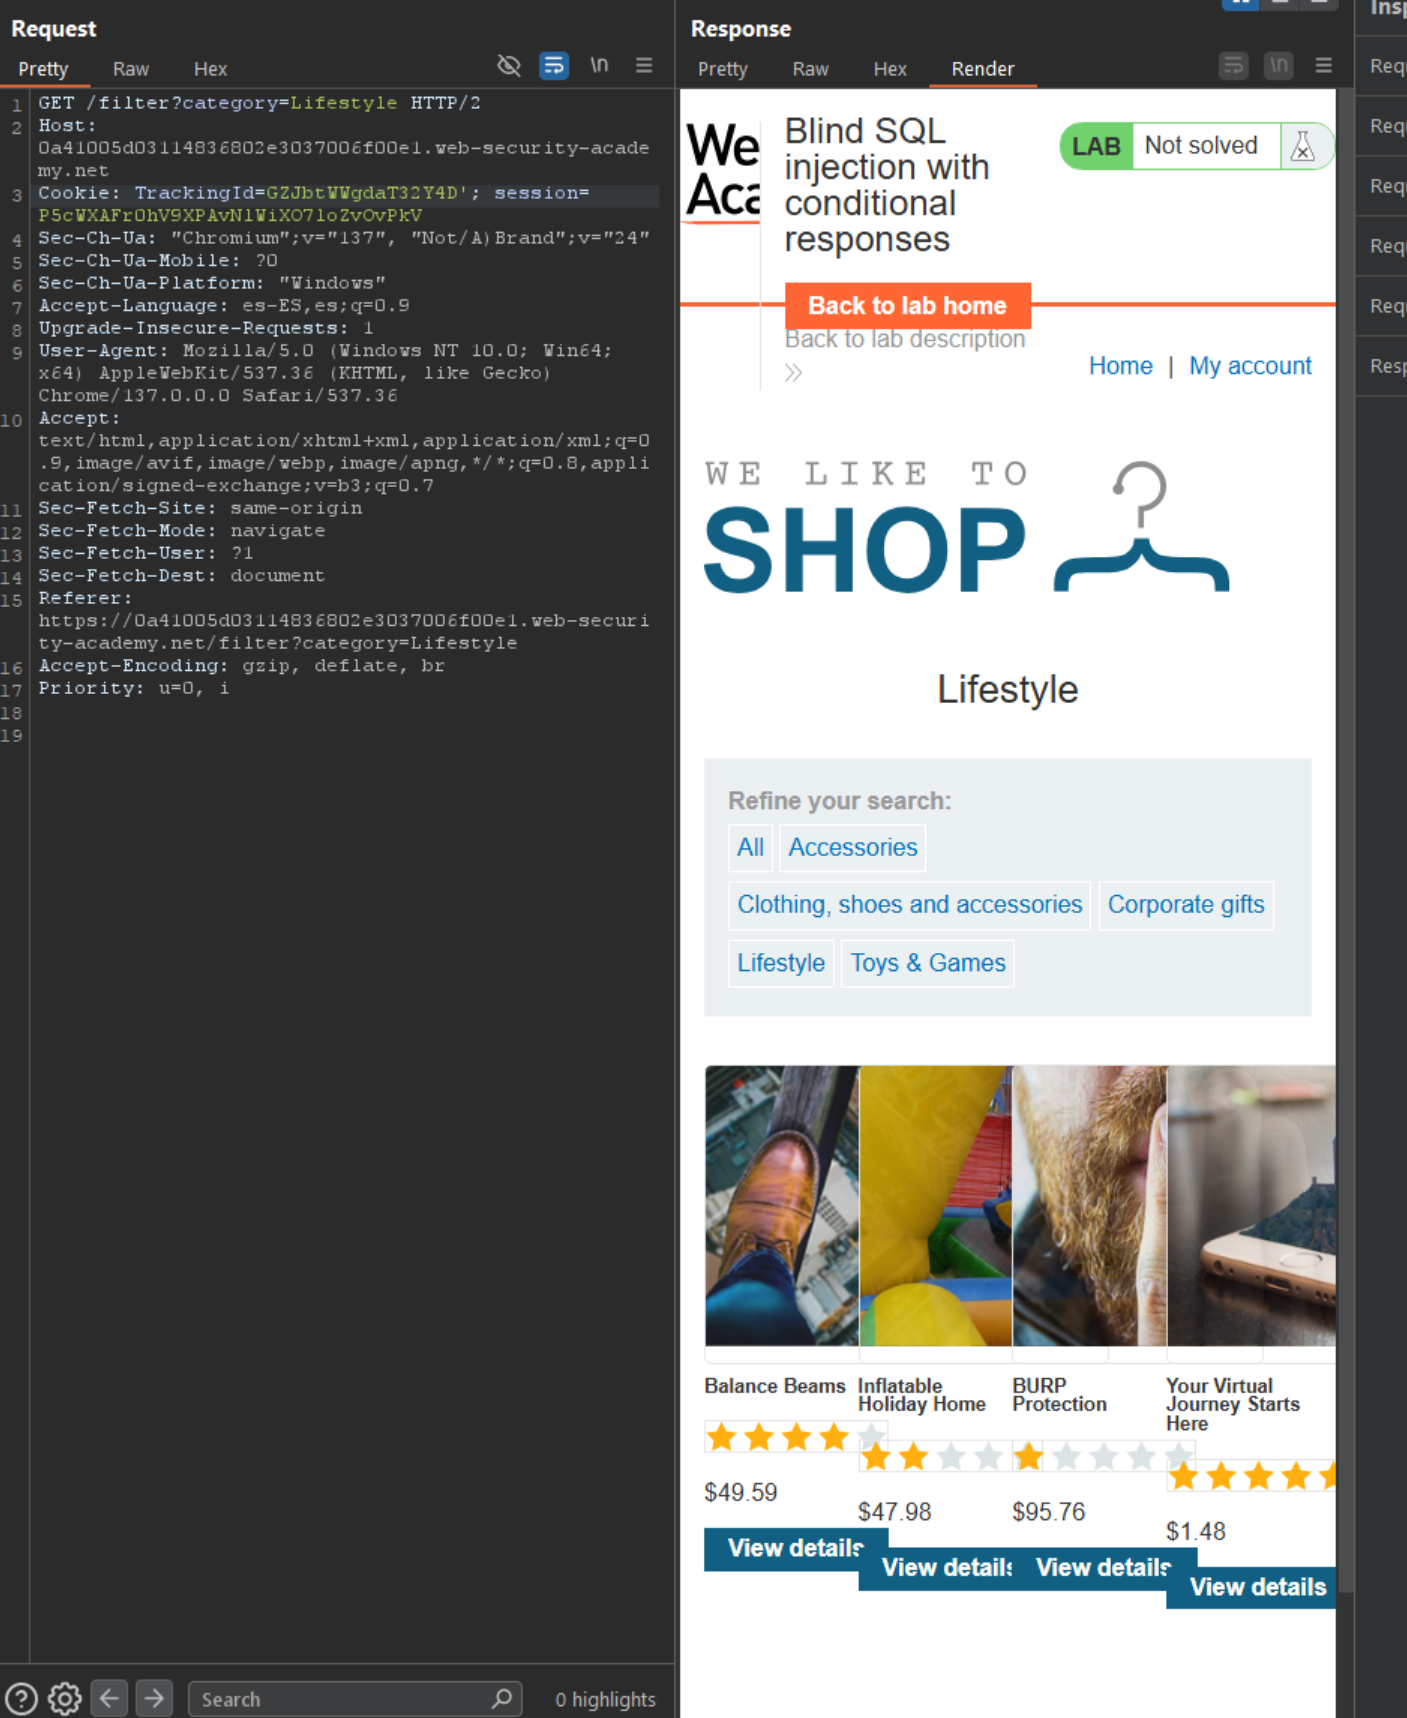 Request
Pretty Raw Hex \n
1 GET /filter?category=Lifestyle HTTP/2
2 Host:
0a41005d03114836802e3037006f00e1.web-security-acade
my.net
3 Cookie: TrackingId=GZJbtWWgdaT32Y4D'; session=
P5cWXAFrOhV9XPAvNlWiXO7loZvOvPkV
4 Sec-Ch-Ua: "Chromium";v="137", "Not/A)Brand";v="24"
5 Sec-Ch-Ua-Mobile: ?0
6 Sec-Ch-Ua-Platform: "Windows"
7 Accept-Language: es-ES,es;q=0.9
8 Upgrade-Insecure-Requests: 1
9 User-Agent: Mozilla/5.0 (Windows NT 10.0; Win64;
x64) AppleWebKit/537.36 (KHTML, like Gecko)
Chrome/137.0.0.0 Safari/537.36
10 Accept:
text/html,application/xhtml+xml,application/xml;q=0
.9,image/avif,image/webp,image/apng,*/*;q=0.8,appli
cation/signed-exchange;v=b3;q=0.7
11 Sec-Fetch-Site: same-origin
12 Sec-Fetch-Mode: navigate
13 Sec-Fetch-User: ?1
14 Sec-Fetch-Dest: document
15 Referer:
https://0a41005d03114836802e3037006f00e1.web-securi
ty-academy.net/filter?category=Lifestyle
16 Accept-Encoding: gzip, deflate, br
17 Priority: u=0, i
18
19
Search 0 highlights
Response
Pretty Raw Hex Render \n
We
Aca
Blind SQL
injection with
conditional
responses
LAB Not solved
Back to lab home
Back to lab description
Home | My account
WE LIKE TO
SHOP
Lifestyle
Refine your search:
All Accessories
Clothing, shoes and accessories Corporate gifts
Lifestyle Toys & Games
Balance Beams
$49.59
View details
Inflatable
Holiday Home
$47.98
View details
BURP
Protection
$95.76
View details
Your Virtual
Journey Starts
Here
$1.48
View details
Insp
Requ
Requ
Requ
Requ
Requ
Resp